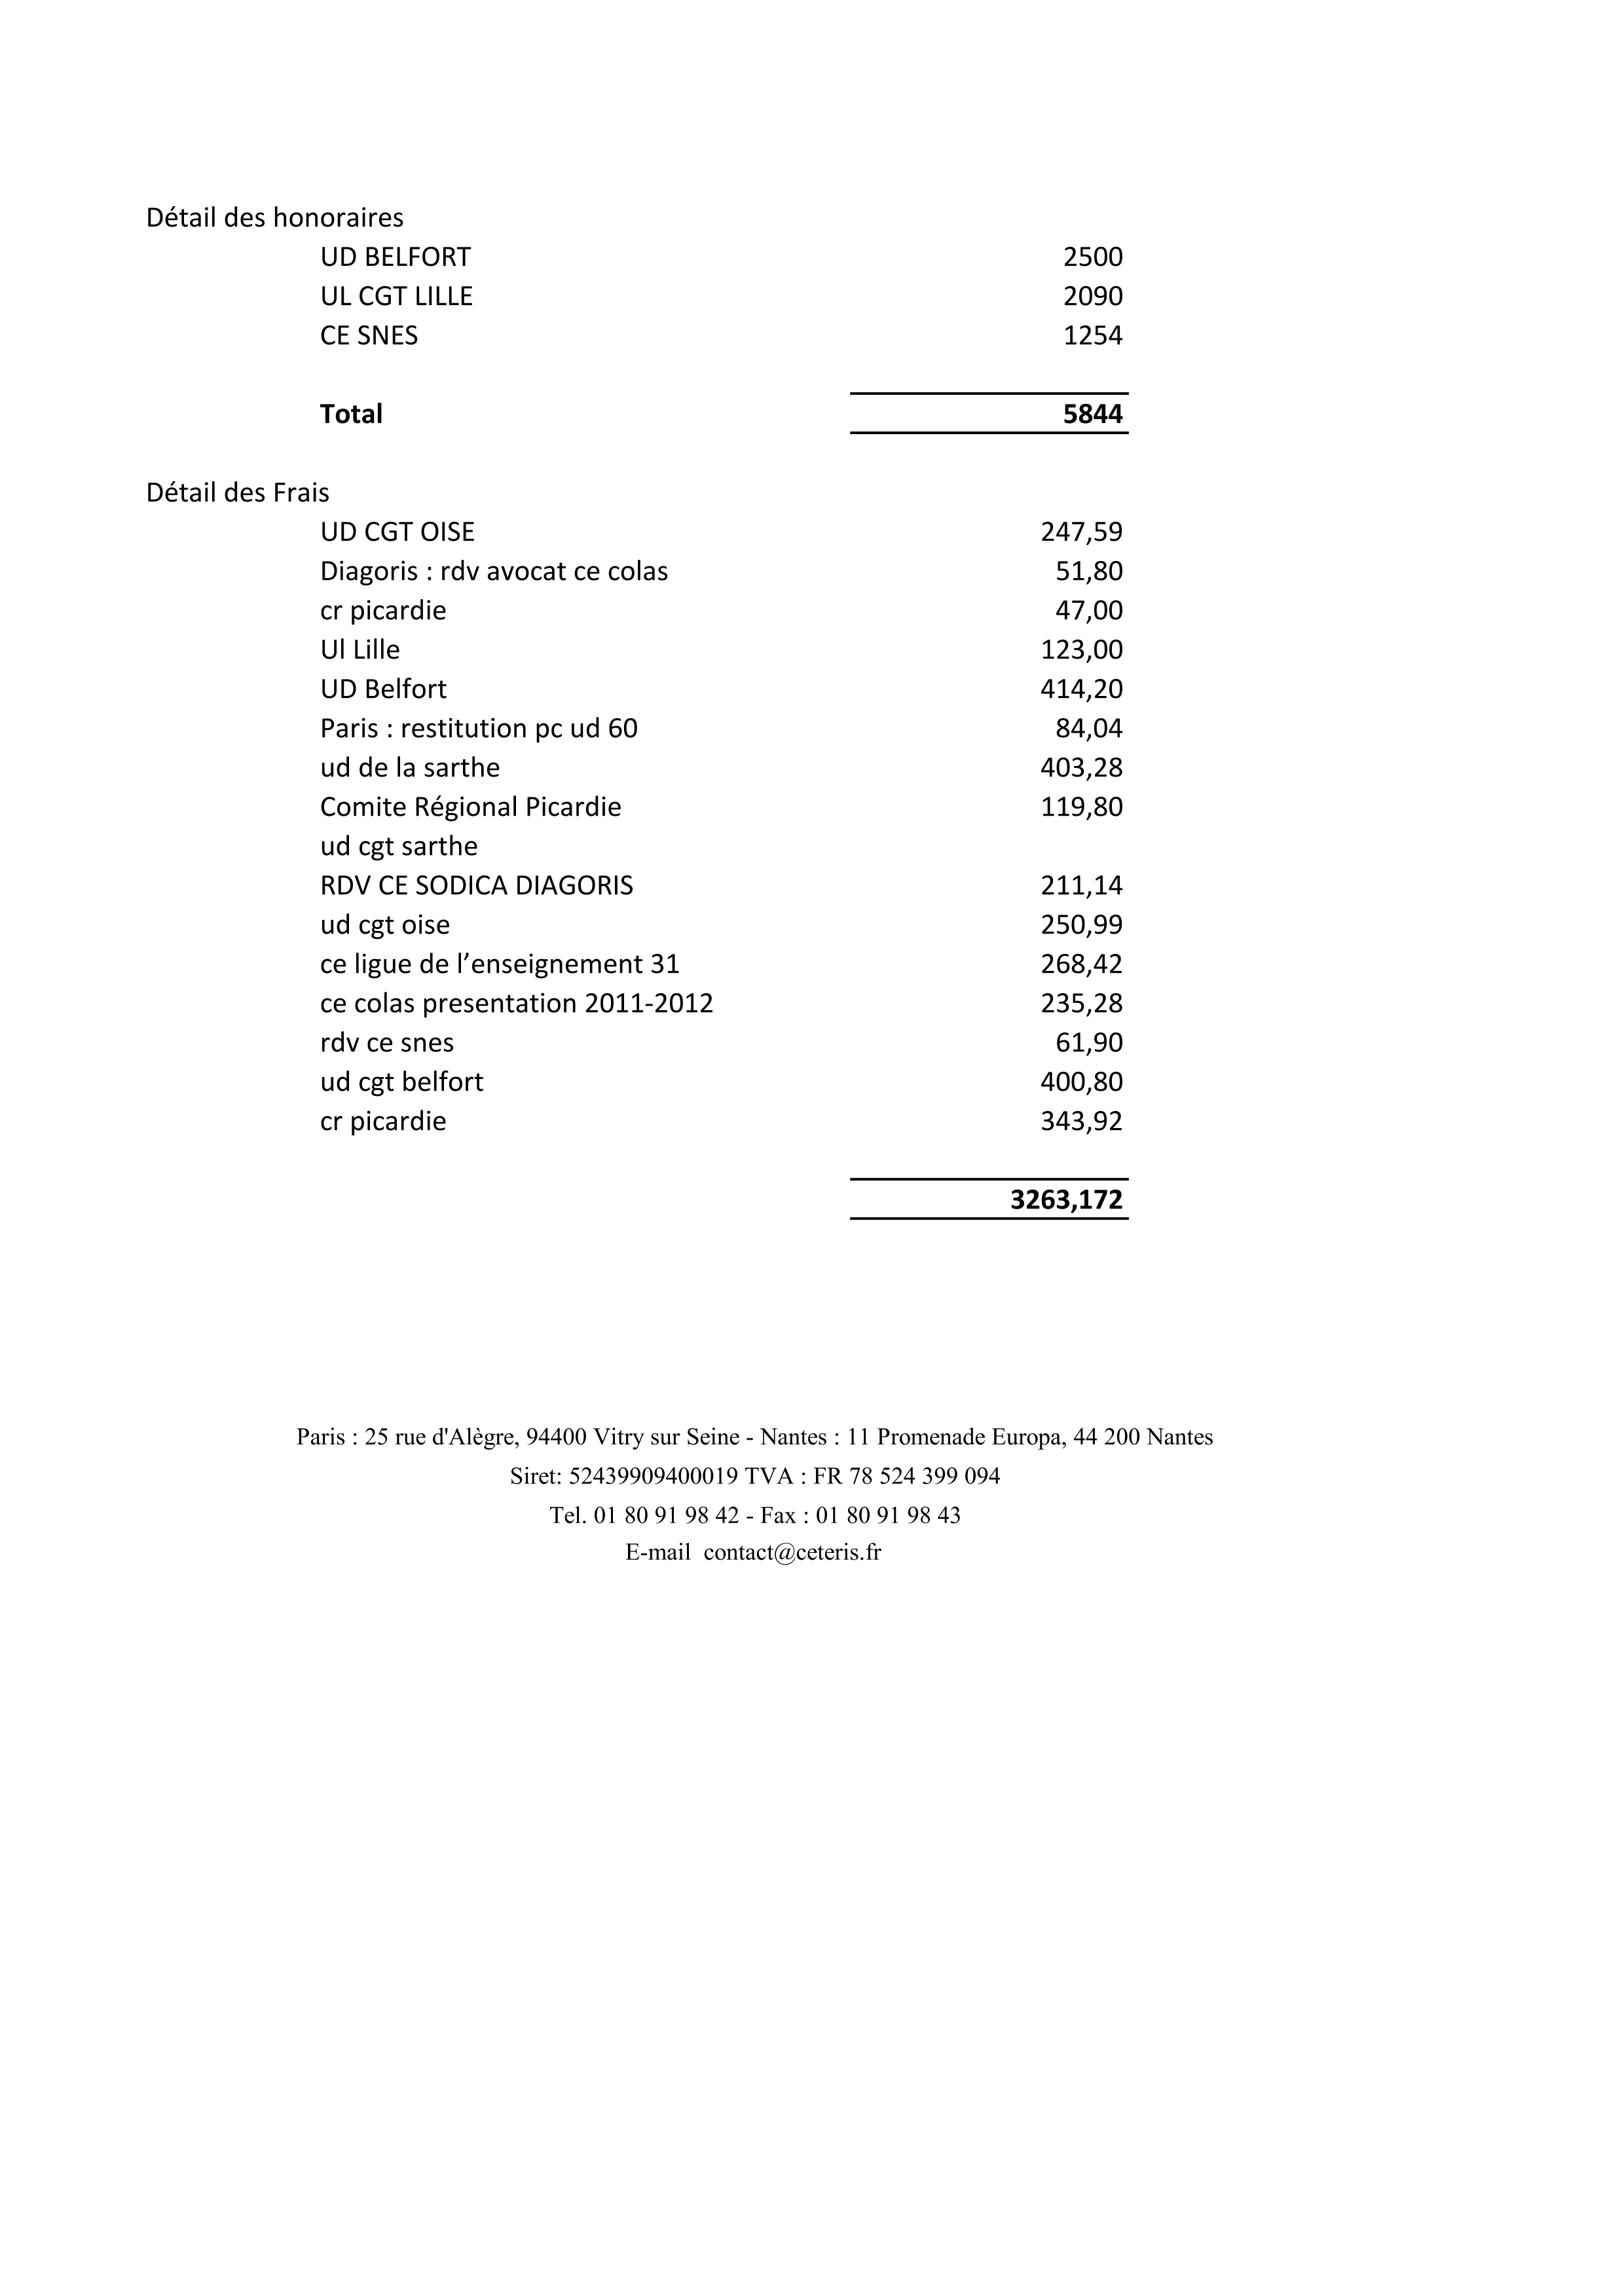 Détail des honoraires
UD BELFORT 2500
UL CGT LILLE 2090
CE SNES 1254
Total 5844
Détail des Frais
UD CGT OISE 247,59
Diagoris : rdv avocat ce colas 51,80
cr picardie 47,00
Ul Lille 123,00
UD Belfort 414,20
Paris : restitution pc ud 60 84,04
ud de la sarthe 403,28
Comite Régional Picardie 119,80
ud cgt sarthe
RDV CE SODICA DIAGORIS 211,14
ud cgt oise 250,99
ce ligue de l’enseignement 31 268,42
ce colas presentation 2011-2012 235,28
rdv ce snes 61,90
ud cgt belfort 400,80
cr picardie 343,92
3263,172
Paris : 25 rue d'Alègre, 94400 Vitry sur Seine - Nantes : 11 Promenade Europa, 44 200 Nantes
Siret: 52439909400019 TVA : FR 78 524 399 094
Tel. 01 80 91 98 42 - Fax : 01 80 91 98 43
E-mail  contact@ceteris.fr